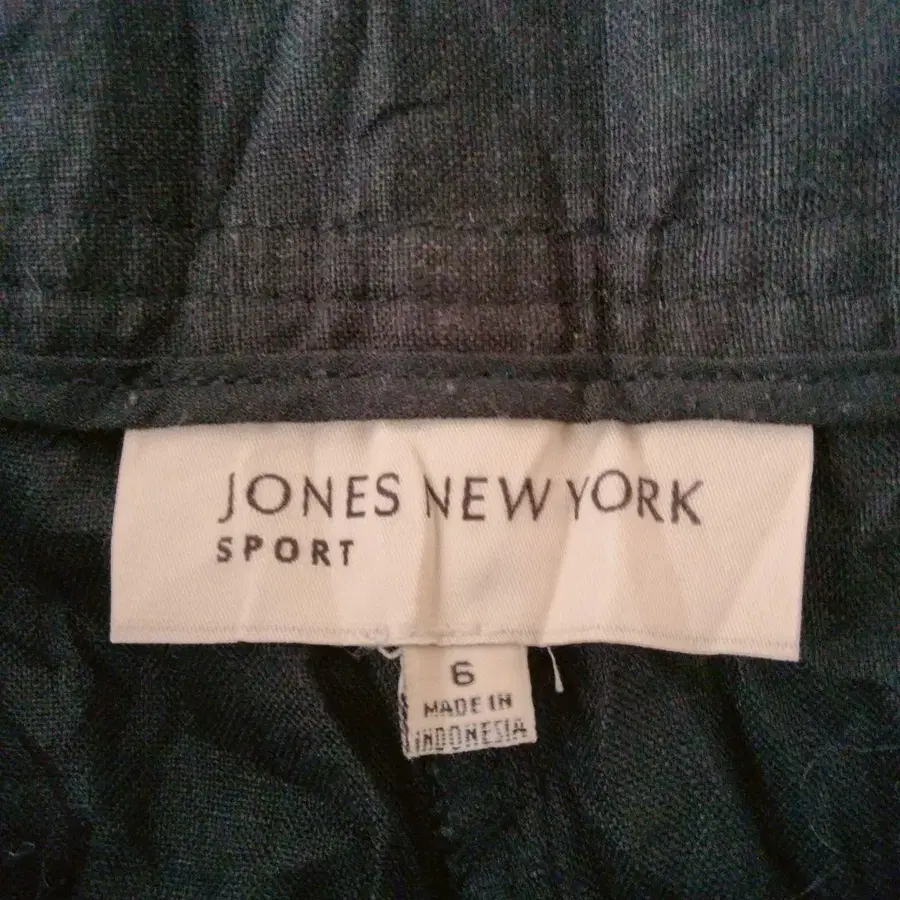 JONES NEW YORK
SPORT
6
MADE IN
INDONESIA